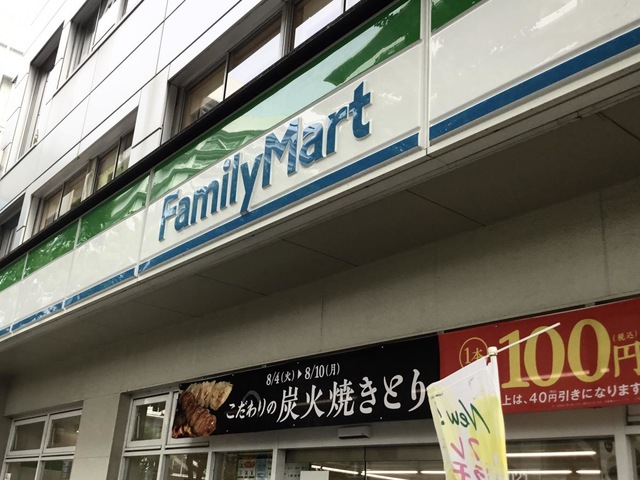 FamilyMart
8/4(火)▶8/10(月)
こだわりの炭火焼きとり
1本
100円
(税込)
上は、40円引きになります
New!